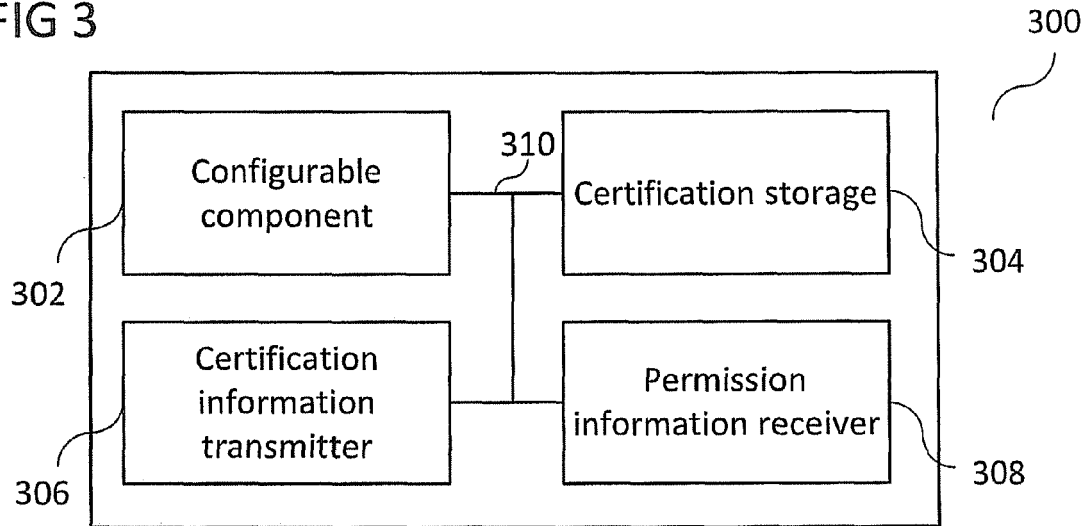 FIG 3
300
Configurable
component
310
Certification storage
302
304
Certification
information
transmitter
Permission
information receiver
306
308